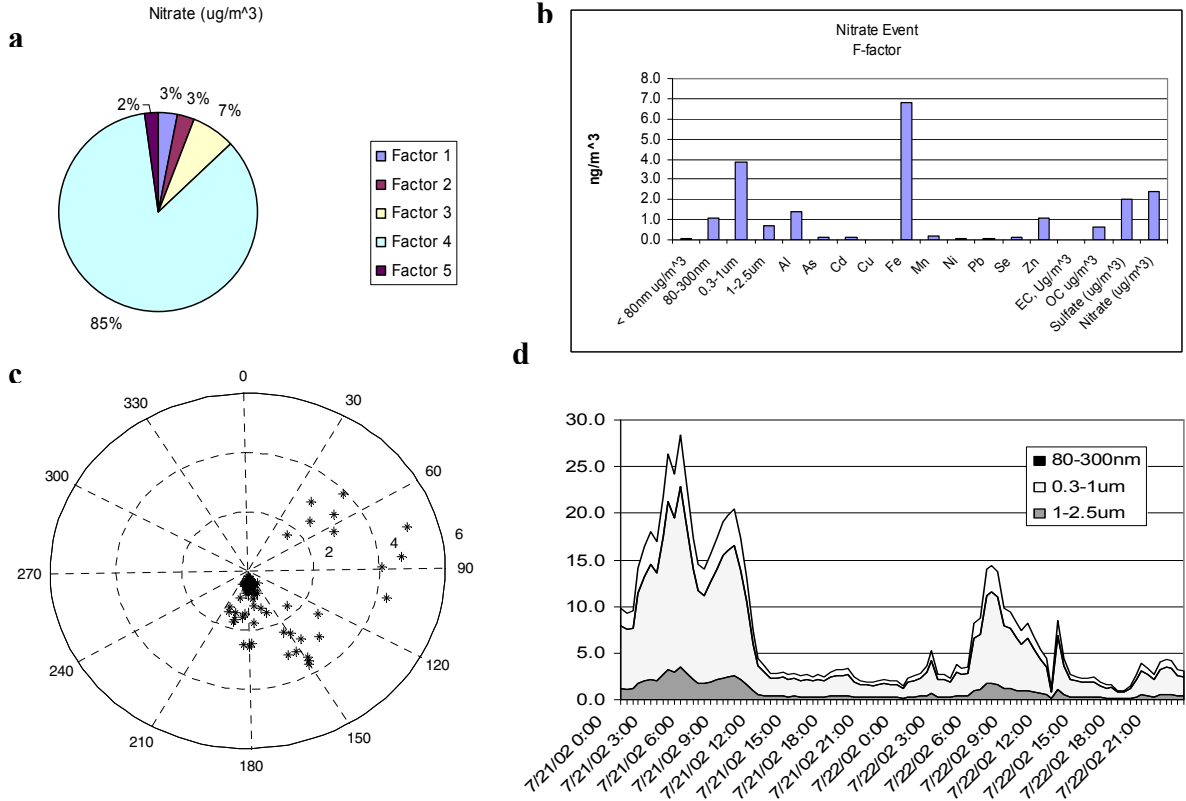 a
Nitrate (ug/m^3)
2%
3%
3%
7%
85%
Factor 1
Factor 2
Factor 3
Factor 4
Factor 5
b
Nitrate Event
F-factor
ng/m^3
8.0
7.0
6.0
5.0
4.0
3.0
2.0
1.0
0.0
< 80nm ug/m^3
80-300nm
0.3-1um
1-2.5um
Al
As
Cd
Cu
Fe
Mn
Ni
Pb
Se
Zn
EC, Ug/m^3
OC ug/m^3
Sulfate (ug/m^3)
Nitrate (ug/m^3)
c
0
30
60
90
120
150
180
210
240
270
300
330
2
4
6
d
30.0
25.0
20.0
15.0
10.0
5.0
0.0
80-300nm
0.3-1um
1-2.5um
7/21/02 0:00
7/21/02 3:00
7/21/02 6:00
7/21/02 9:00
7/21/02 12:00
7/21/02 15:00
7/21/02 18:00
7/21/02 21:00
7/22/02 0:00
7/22/02 3:00
7/22/02 6:00
7/22/02 9:00
7/22/02 12:00
7/22/02 15:00
7/22/02 18:00
7/22/02 21:00